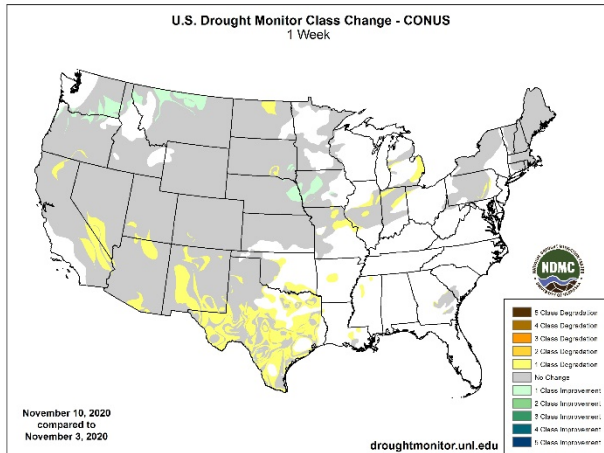 U.S. Drought Monitor Class Change - CONUS
1 Week
NDMC
5 Class Degradation
4 Class Degradation
3 Class Degradation
2 Class Degradation
1 Class Degradation
No Change
1 Class Improvement
2 Class Improvement
3 Class Improvement
4 Class Improvement
5 Class Improvement
November 10, 2020
compared to
November 3, 2020
droughtmonitor.unl.edu